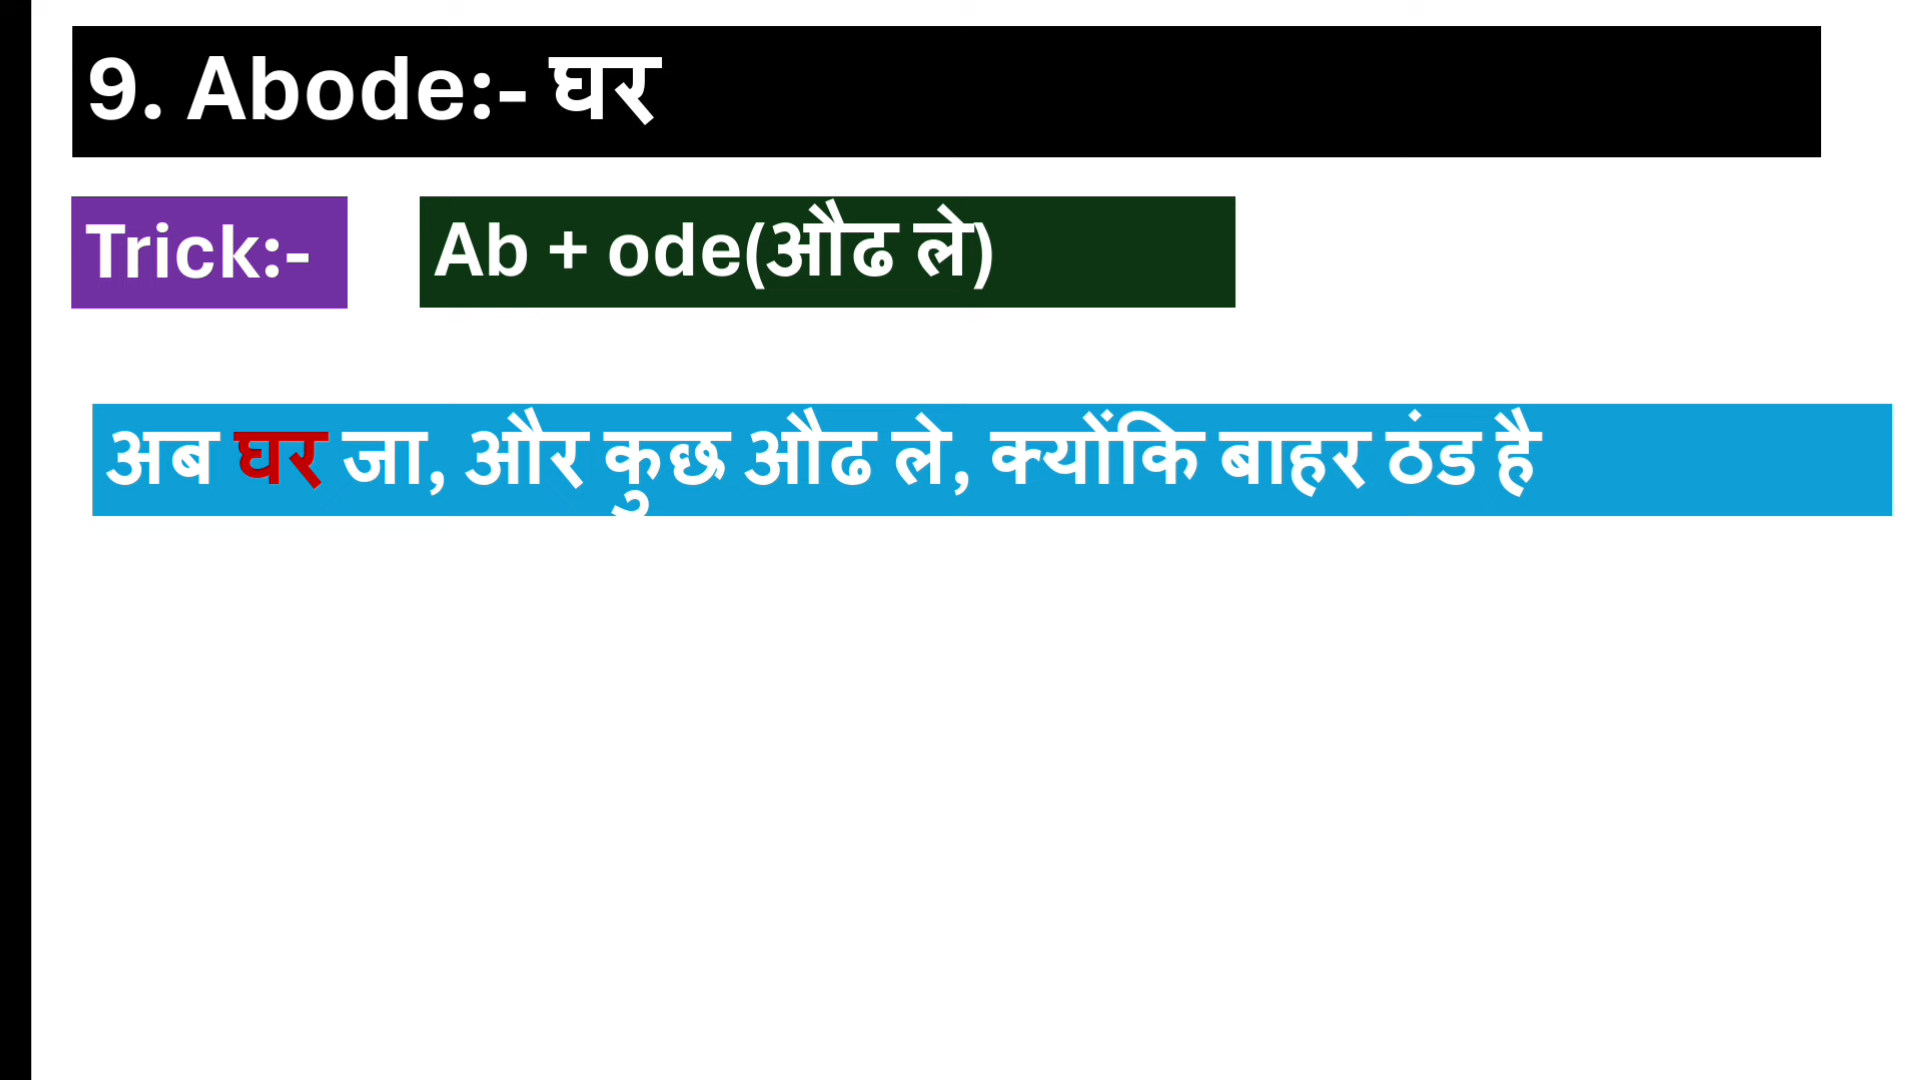 9. Abode:- घर
Trick:-
Ab + ode(औढ ले)
अब घर जा, और कुछ औढ ले, क्योंकि बाहर ठंड है